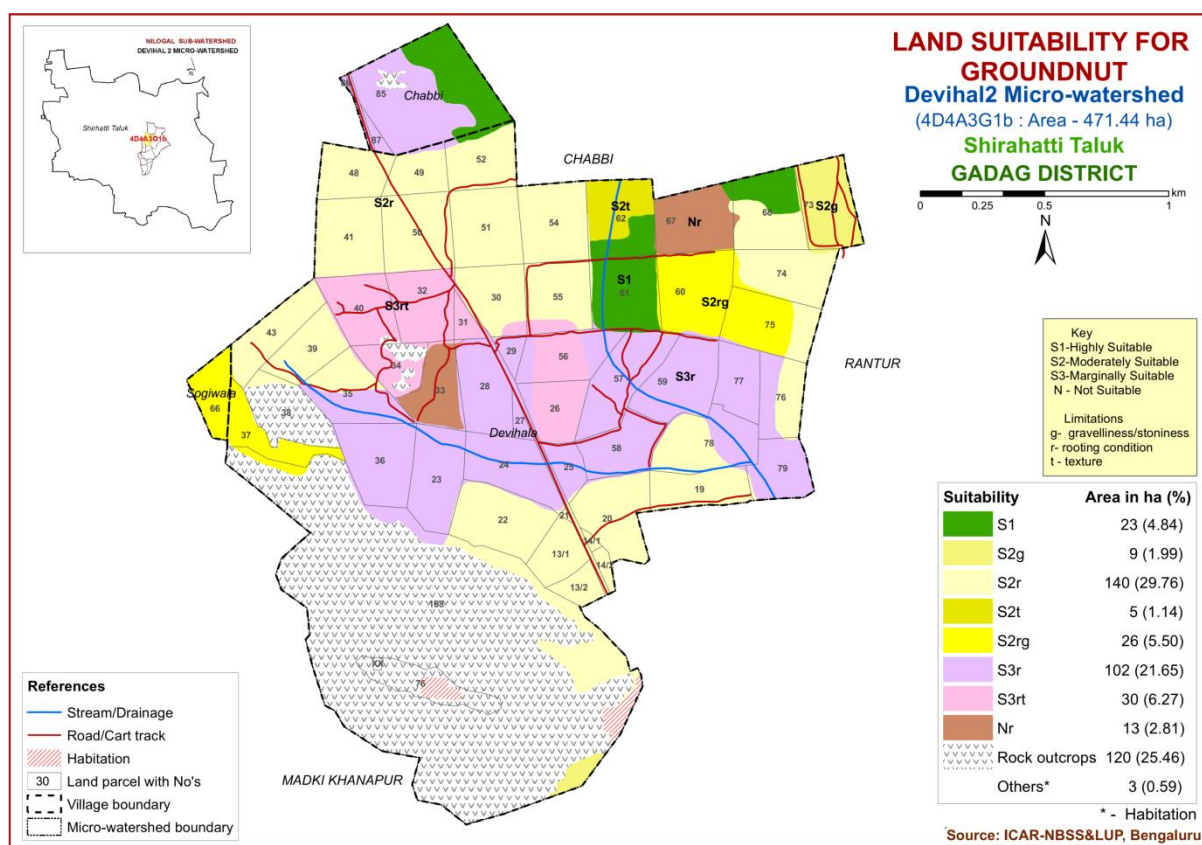 NILOGAL SUB-WATERSHED
DEVIHAL 2 MICRO-WATERSHED
N
Shirhatti Taluk
4D4A3G1b
LAND SUITABILITY FOR
GROUNDNUT
Devihal2 Micro-watershed
(4D4A3G1b : Area - 471.44 ha)
Shirahatti Taluk
GADAG DISTRICT
km
0 0.25 0.5 1
N
85
Chabbi
87
CHABBI
52
48 49
S2r
S2t
62
67 Nr
68
73 S2g
41 50 51 54
74
32
40 S3rt
30 55
S1
61
60
S2rg
75
31
43
39
29 56
RANTUR
34
33
28
57 59 S3r 77
76
Sogiwala
66
35
38
37
27 26
Devihala
58
78
36
23
24 25
79
19
22
21 20
14/1
13/1
14/2
13/2
168
XX
76
MADKI KHANAPUR
Key
S1-Highly Suitable
S2-Moderately Suitable
S3-Marginally Suitable
N - Not Suitable
Limitations
g- gravelliness/stoniness
r- rooting condition
t - texture
Suitability Area in ha (%)
S1 23 (4.84)
S2g 9 (1.99)
S2r 140 (29.76)
S2t 5 (1.14)
S2rg 26 (5.50)
S3r 102 (21.65)
S3rt 30 (6.27)
Nr 13 (2.81)
Rock outcrops 120 (25.46)
Others* 3 (0.59)
* - Habitation
Source: ICAR-NBSS&LUP, Bengaluru
References
Stream/Drainage
Road/Cart track
Habitation
30 Land parcel with No's
Village boundary
Micro-watershed boundary